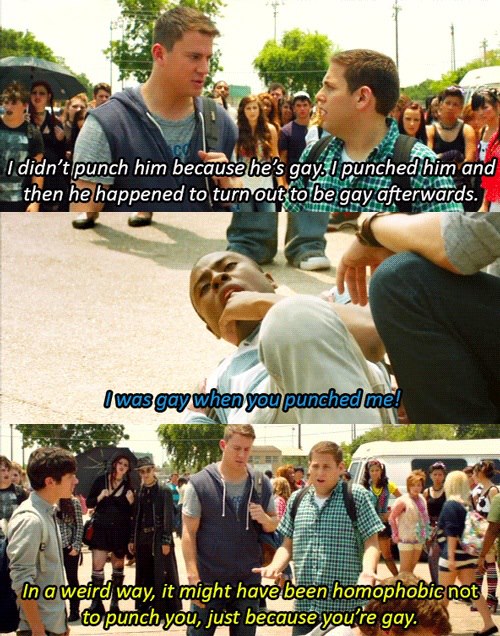 I didn't punch him because he's gay. I punched him and
then he happened to turn out to be gay afterwards.
I was gay when you punched me!
In a weird way, it might have been homophobic not
to punch you, just because you're gay.